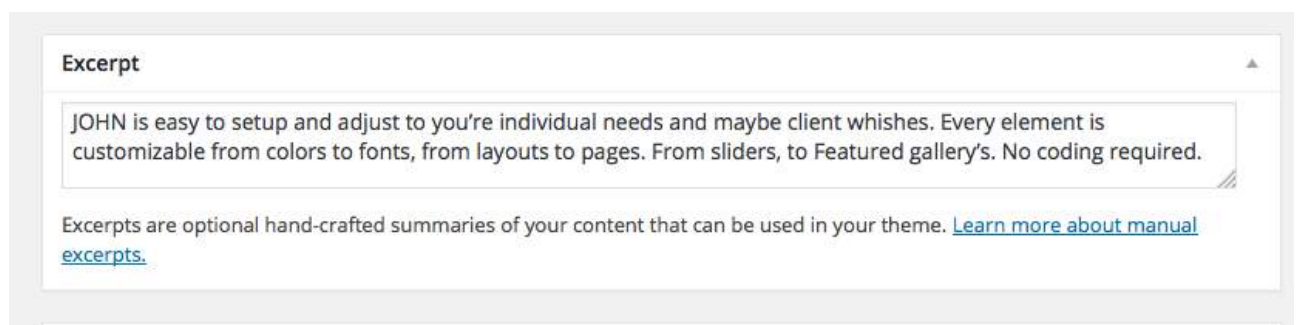 Excerpt
JOHN is easy to setup and adjust to you’re individual needs and maybe client whishes. Every element is
customizable from colors to fonts, from layouts to pages. From sliders, to Featured gallery’s. No coding required.
Excerpts are optional hand-crafted summaries of your content that can be used in your theme. Learn more about manual
excerpts.